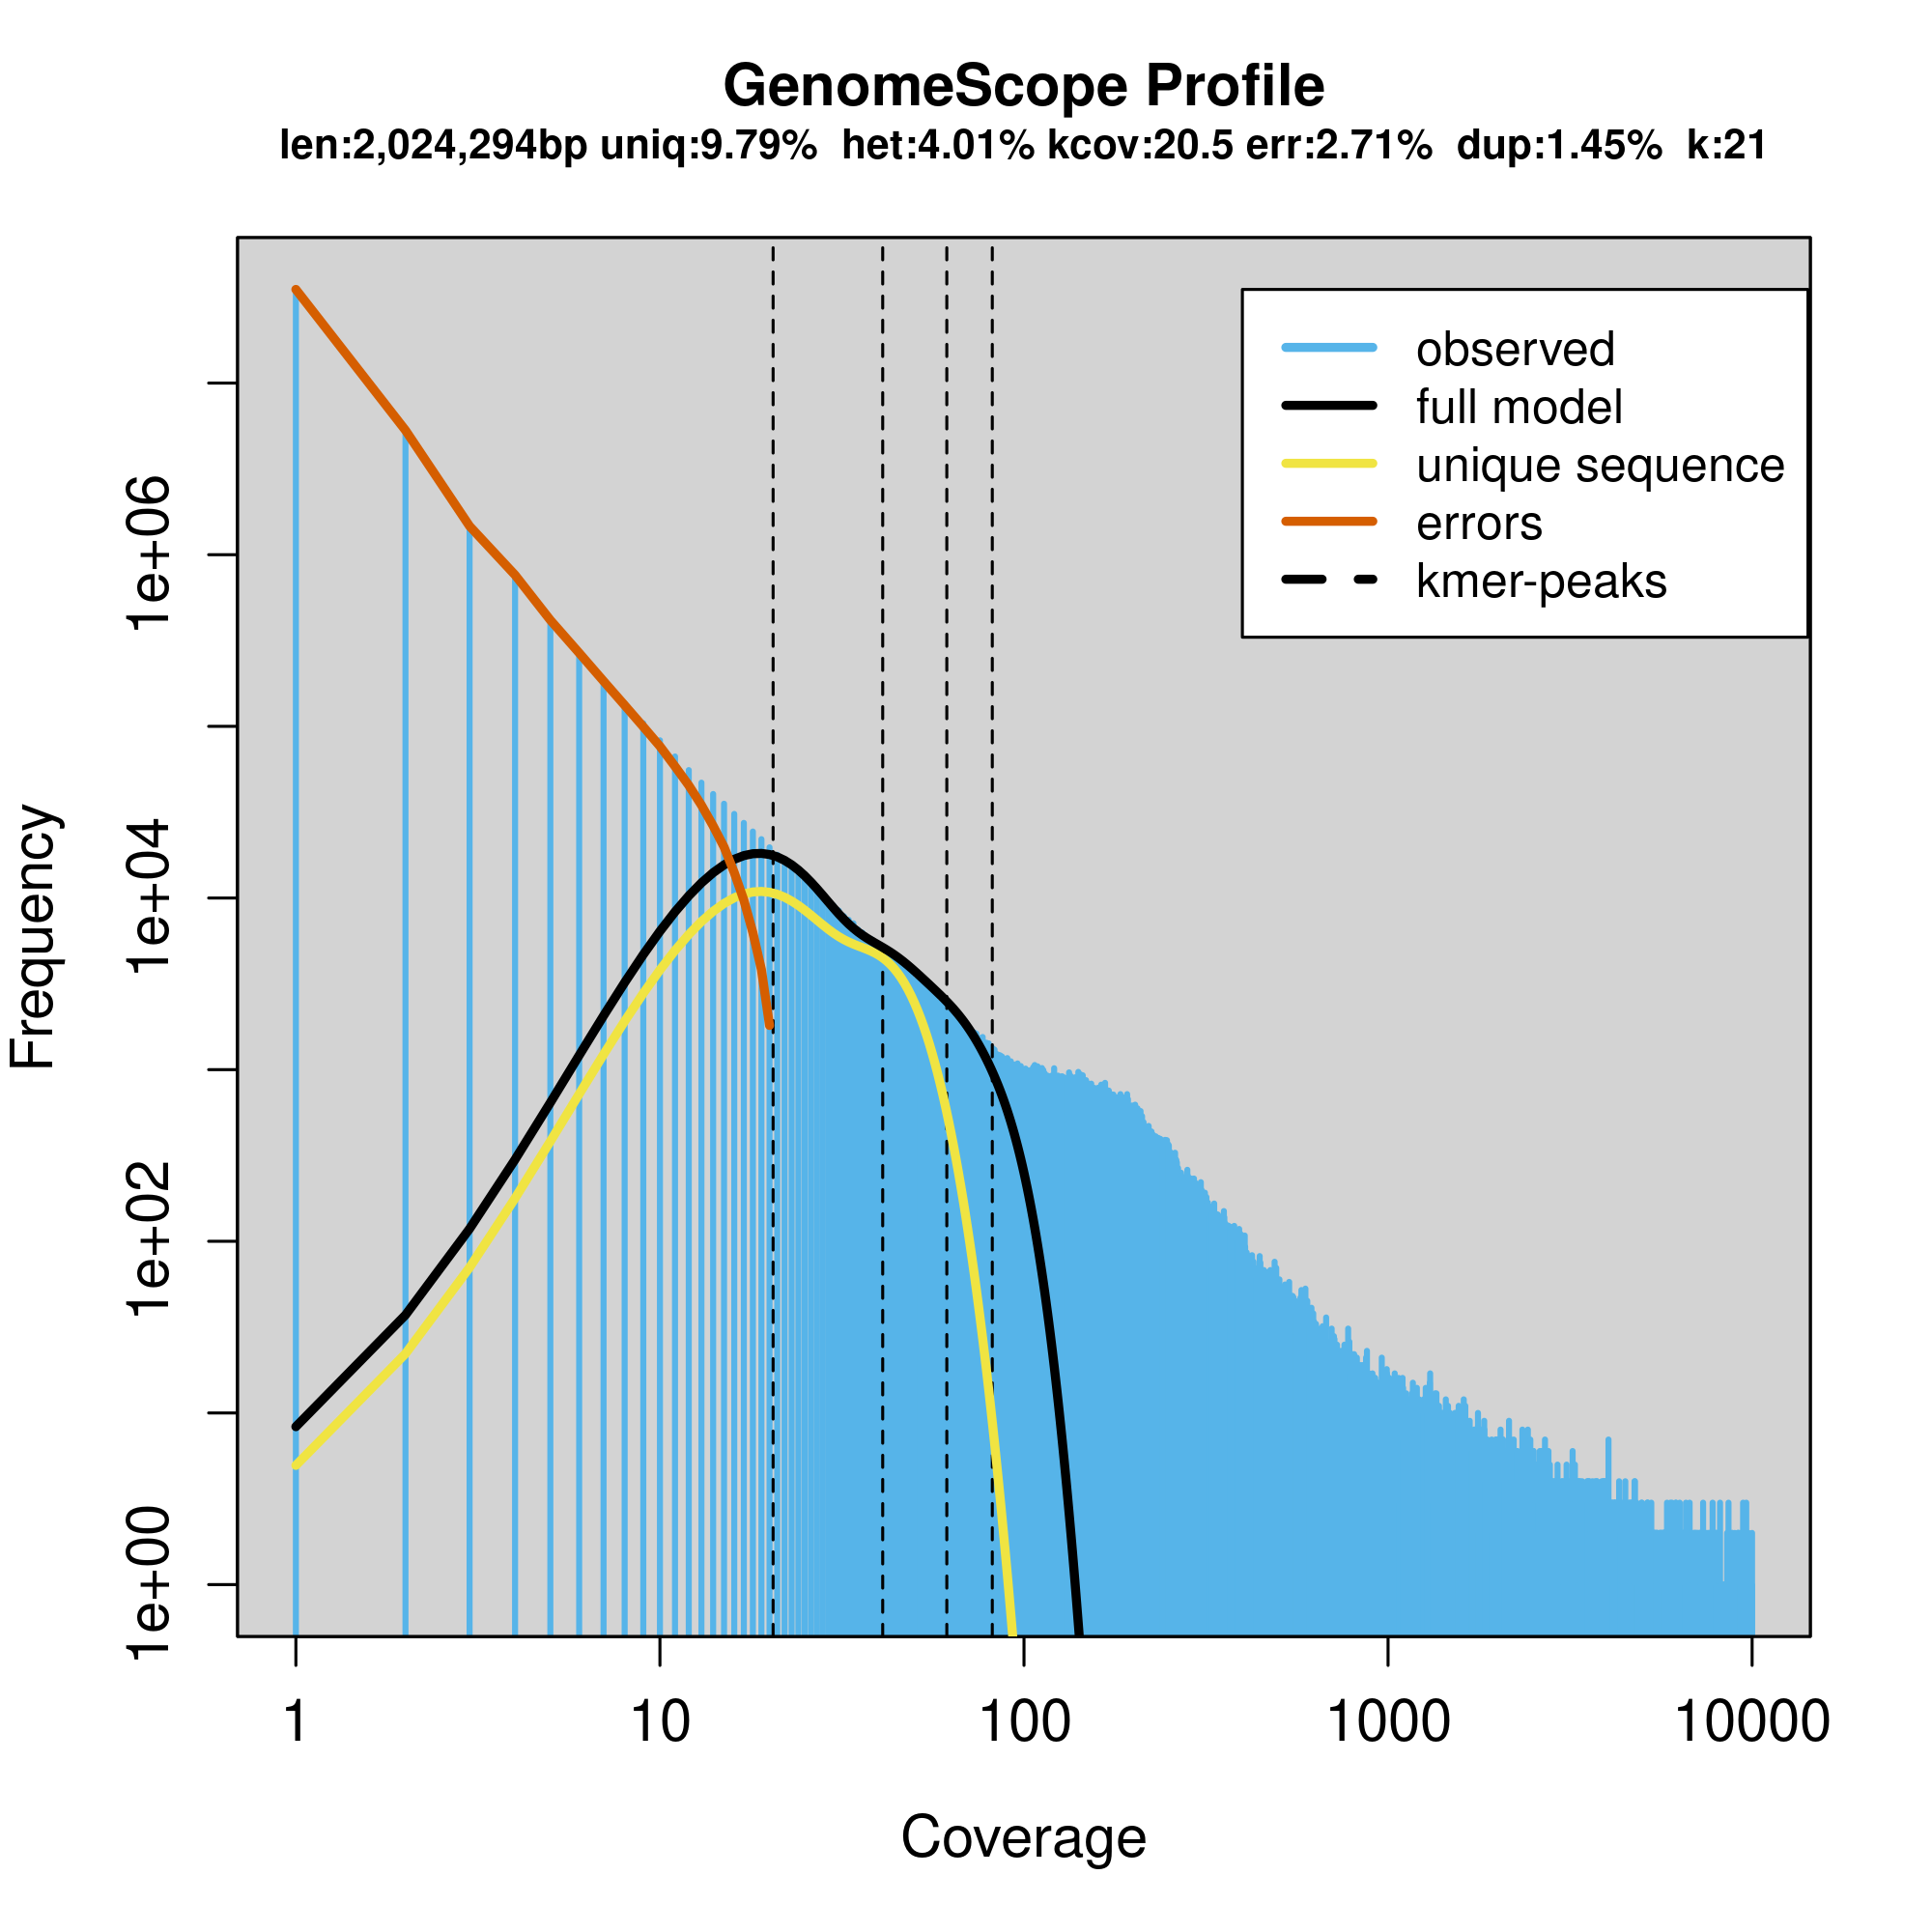 GenomeScope Profile
len:2,024,294bp uniq:9.79% het:4.01% kcov:20.5 err:2.71% dup:1.45% k:21
observed
full model
unique sequence
errors
kmer-peaks
Frequency
1e+06
1e+04
1e+02
1e+00
1 10 100 1000 10000
Coverage